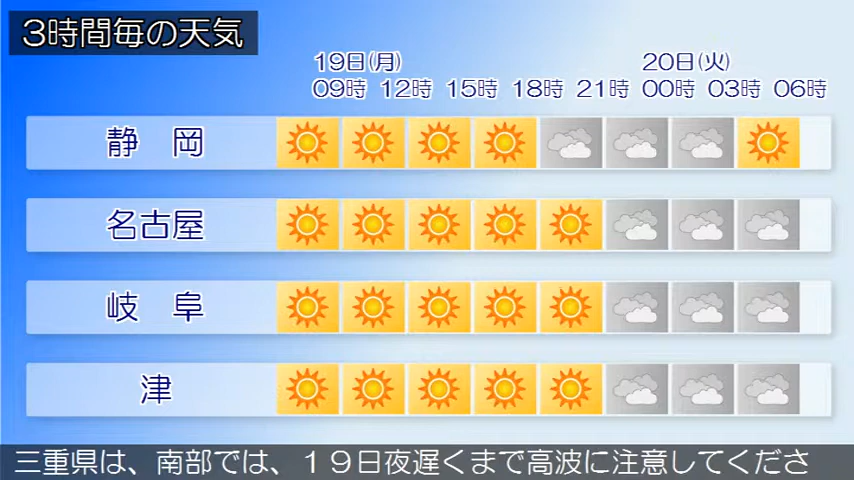 3時間毎の天気
19日(月) 20日(火)
09時 12時 15時 18時 21時 00時 03時 06時
静 岡
名古屋
岐 阜
津
三重県は、南部では、19日夜遅くまで高波に注意してくださ